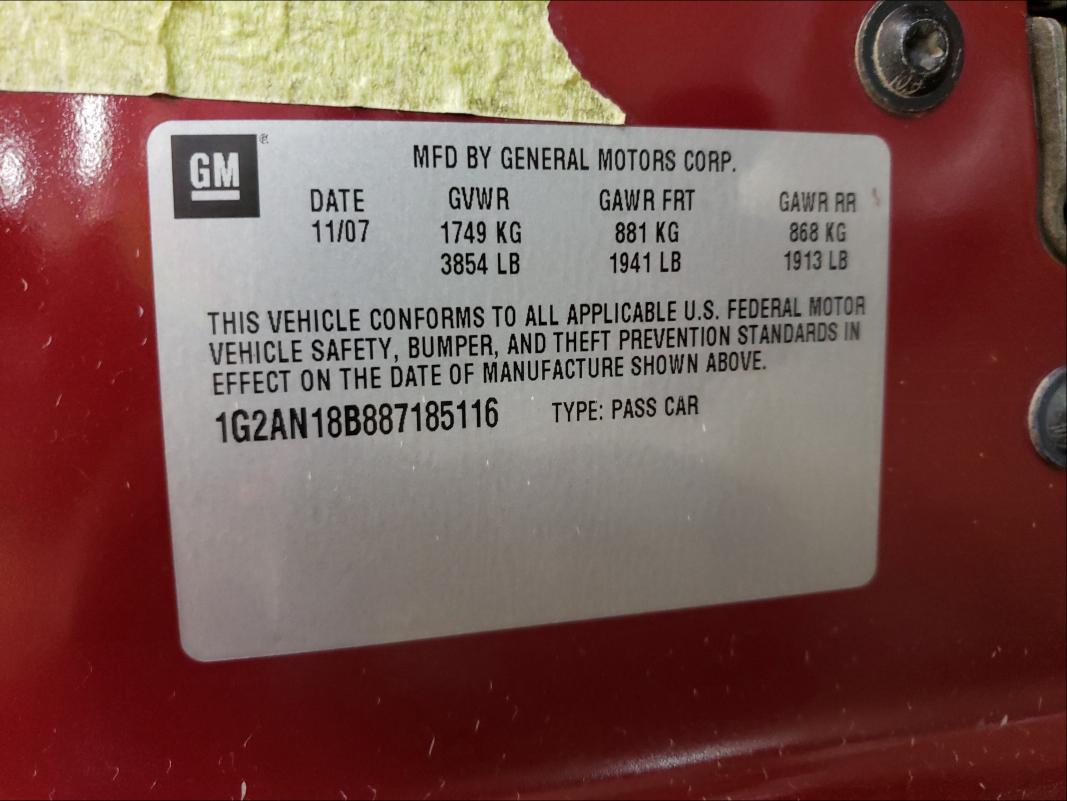 GM®
MFD BY GENERAL MOTORS CORP.
DATE GVWR GAWR FRT GAWR RR
11/07 1749 KG 881 KG 868 KG
3854 LB 1941 LB 1913 LB
THIS VEHICLE CONFORMS TO ALL APPLICABLE U.S. FEDERAL MOTOR
VEHICLE SAFETY, BUMPER, AND THEFT PREVENTION STANDARDS IN
EFFECT ON THE DATE OF MANUFACTURE SHOWN ABOVE.
1G2AN18B887185116 TYPE: PASS CAR